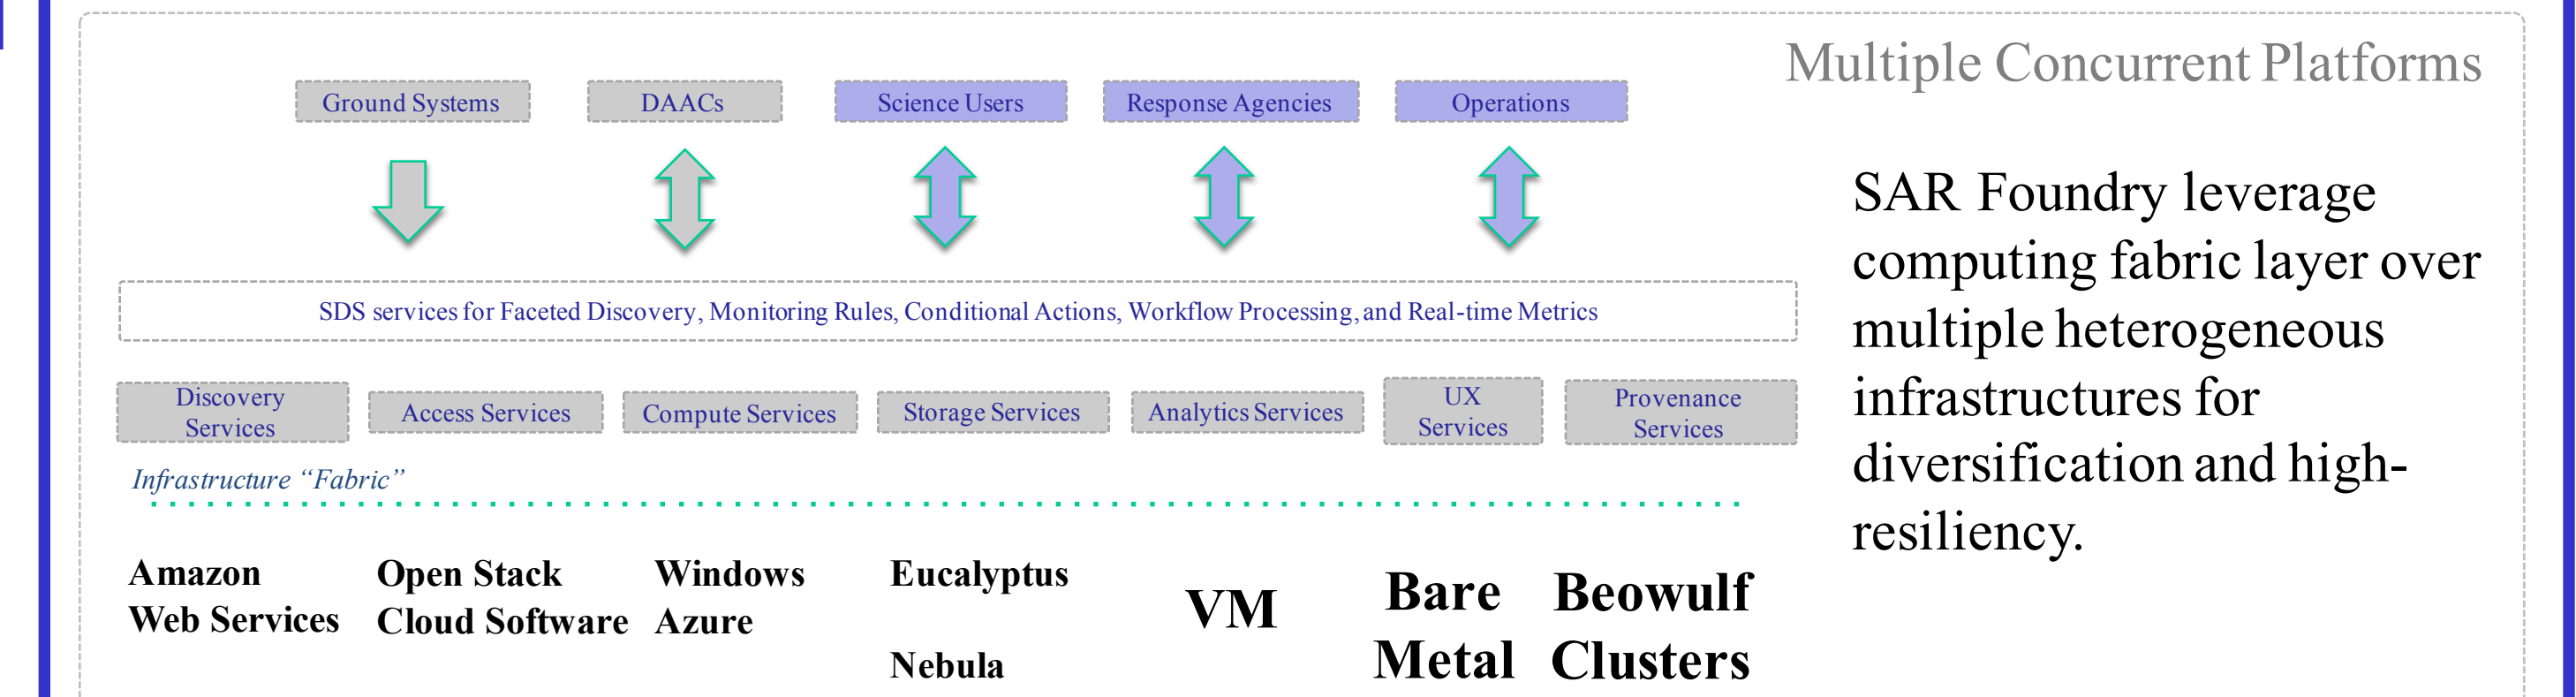 Multiple Concurrent Platforms
Ground Systems
DAACs
Science Users
Response Agencies
Operations
SDS services for Faceted Discovery, Monitoring Rules, Conditional Actions, Workflow Processing, and Real-time Metrics
Discovery
Services
Access Services
Compute Services
Storage Services
Analytics Services
UX
Services
Provenance
Services
Infrastructure “Fabric”
Amazon
Web Services
Open Stack
Cloud Software
Windows
Azure
Eucalyptus
Nebula
VM
Bare
Metal
Beowulf
Clusters
SAR Foundry leverage
computing fabric layer over
multiple heterogeneous
infrastructures for
diversification and high-
resiliency.